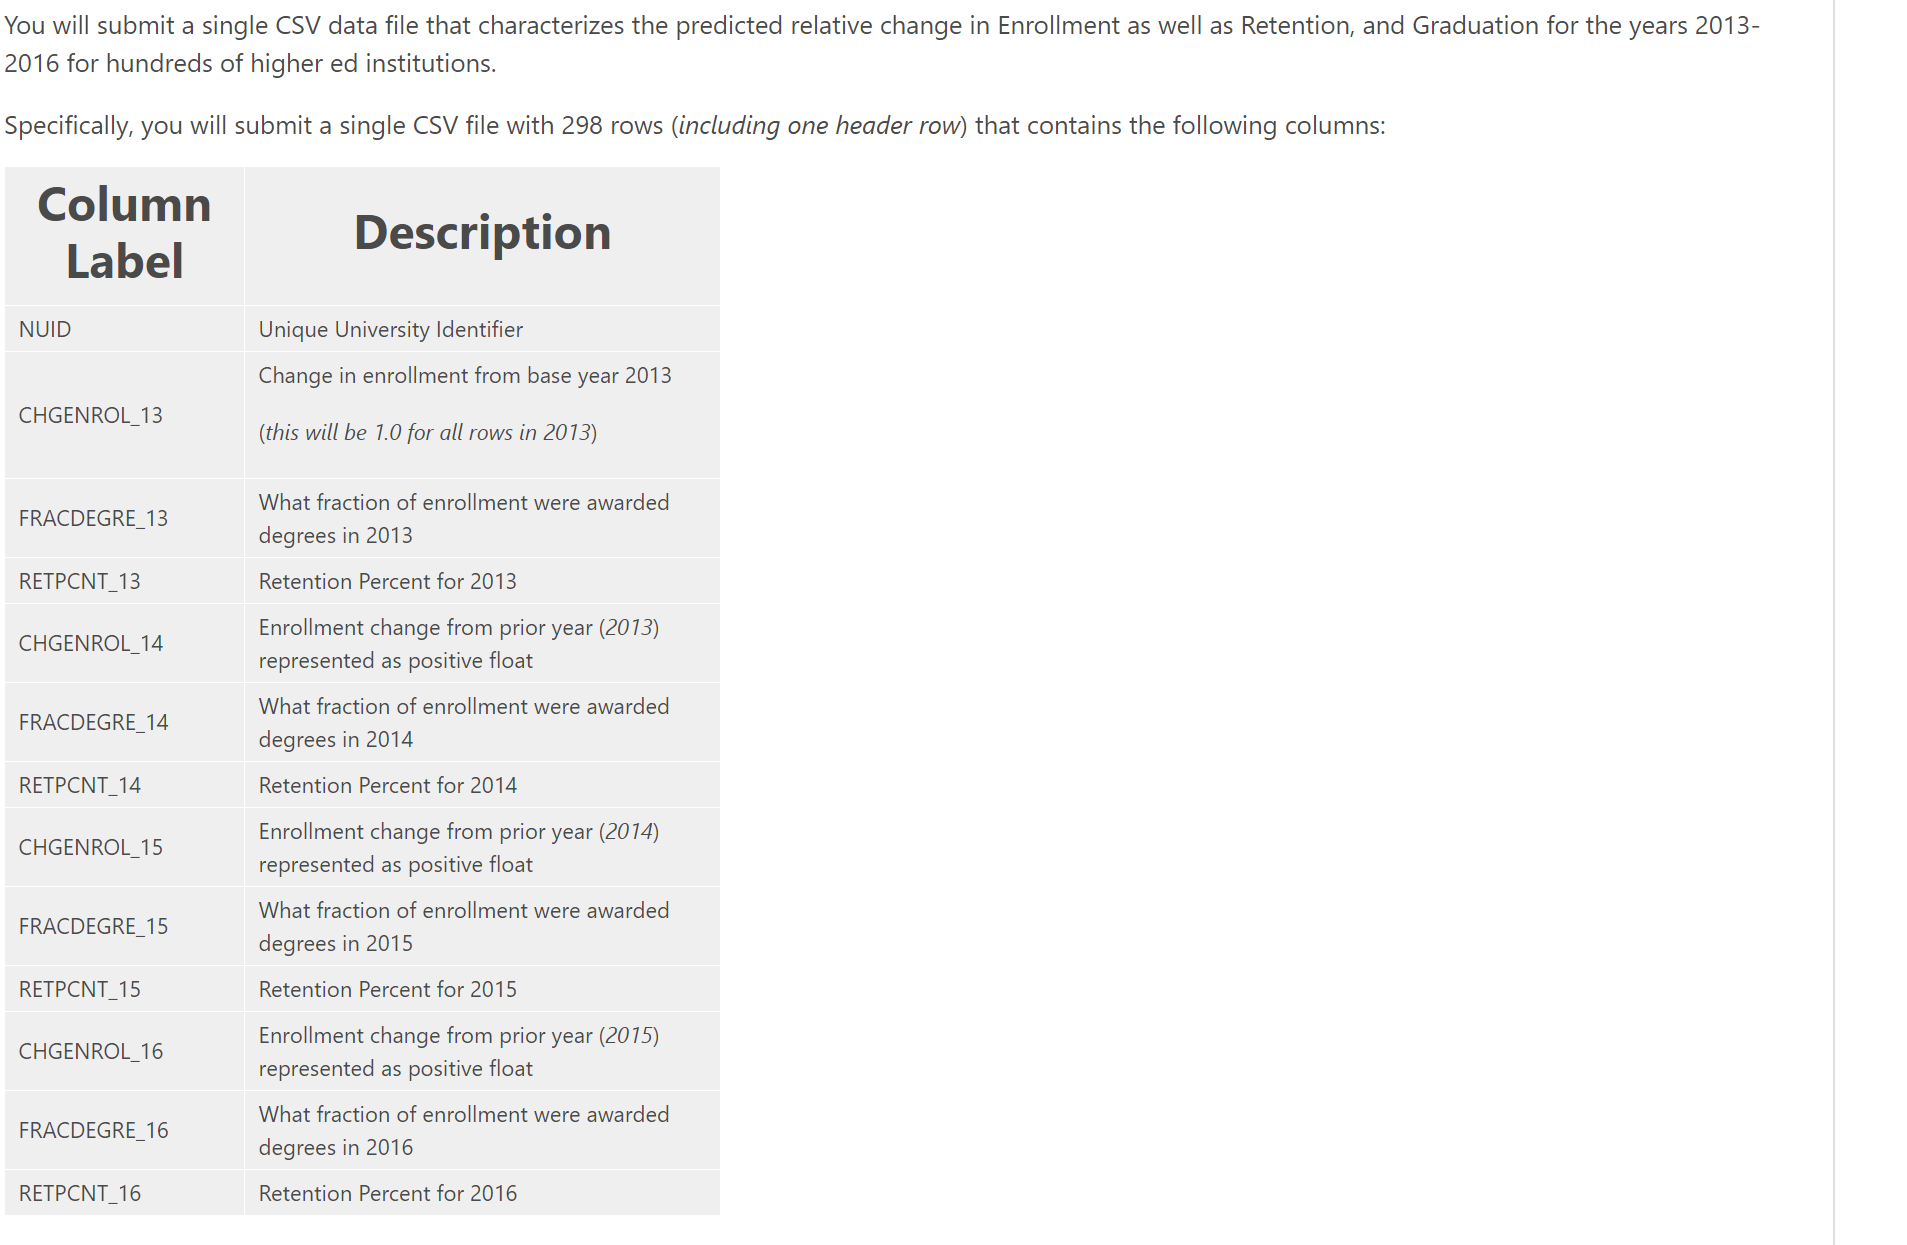 You will submit a single CSV data file that characterizes the predicted relative change in Enrollment as well as Retention, and Graduation for the years 2013-
2016 for hundreds of higher ed institutions.
Specifically, you will submit a single CSV file with 298 rows (including one header row) that contains the following columns:
Column
Label
Description
NUID
Unique University Identifier
CHGENROL_13
Change in enrollment from base year 2013
(this will be 1.0 for all rows in 2013)
FRACDEGRE_13
What fraction of enrollment were awarded
degrees in 2013
RETPCNT_13
Retention Percent for 2013
CHGENROL_14
Enrollment change from prior year (2013)
represented as positive float
FRACDEGRE_14
What fraction of enrollment were awarded
degrees in 2014
RETPCNT_14
Retention Percent for 2014
CHGENROL_15
Enrollment change from prior year (2014)
represented as positive float
FRACDEGRE_15
What fraction of enrollment were awarded
degrees in 2015
RETPCNT_15
Retention Percent for 2015
CHGENROL_16
Enrollment change from prior year (2015)
represented as positive float
FRACDEGRE_16
What fraction of enrollment were awarded
degrees in 2016
RETPCNT_16
Retention Percent for 2016